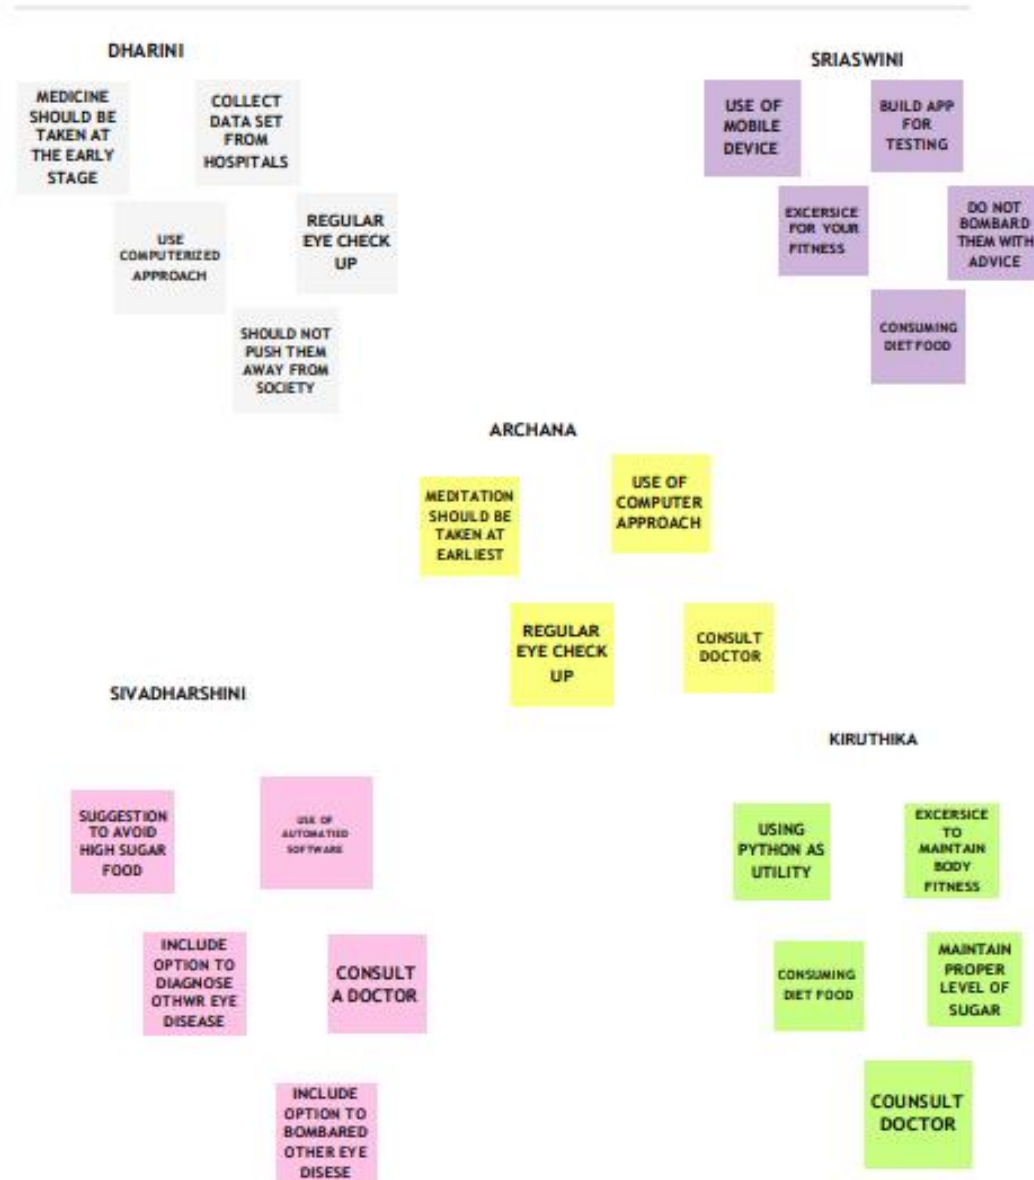 DHARINI
MEDICINE
SHOULD BE
TAKEN AT
THE EARLY
STAGE
COLLECT
DATA SET
FROM
HOSPITALS
USE
COMPUTERIZED
APPROACH
REGULAR
EYE CHECK
UP
SHOULD NOT
PUSH THEM
AWAY FROM
SOCIETY
SRIASWINI
USE OF
MOBILE
DEVICE
BUILD APP
FOR
TESTING
EXCERSICE
FOR YOUR
FITNESS
DO NOT
BOMBARD
THEM WITH
ADVICE
CONSUMING
DIET FOOD
ARCHANA
MEDITATION
SHOULD BE
TAKEN AT
EARLIEST
USE OF
COMPUTER
APPROACH
REGULAR
EYE CHECK
UP
CONSULT
DOCTOR
SIVADHARSHINI
SUGGESTION
TO AVOID
HIGH SUGAR
FOOD
USE OF
AUTOMATIED
SOFTWARE
INCLUDE
OPTION TO
DIAGNOSE
OTHWR EYE
DISEASE
CONSULT
A DOCTOR
INCLUDE
OPTION TO
BOMBARED
OTHER EYE
DISESE
KIRUTHIKA
USING
PYTHON AS
UTILITY
EXCERSICE
TO
MAINTAIN
BODY
FITNESS
CONSUMING
DIET FOOD
MAINTAIN
PROPER
LEVEL OF
SUGAR
COUNSULT
DOCTOR